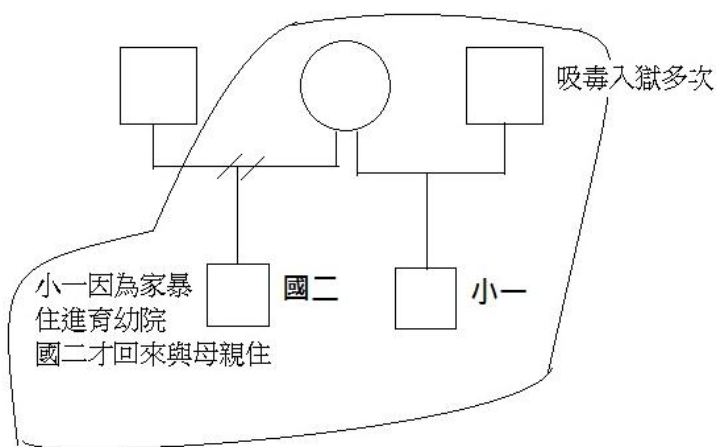 吸毒入獄多次
小一因為家暴
住進育幼院
國二才回來與母親住
國二
小一